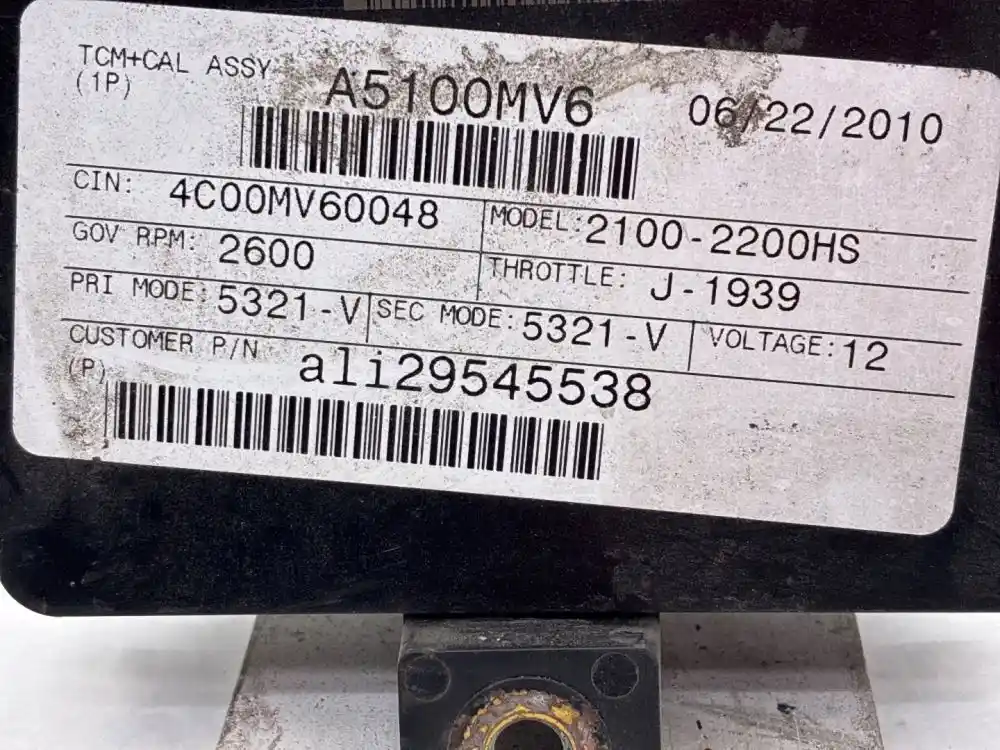 TCM+CAL ASSY
(1P)
A5100MV6
06/22/2010
CIN: 4C00MV60048
MODEL: 2100-2200HS
GOV RPM: 2600
THROTTLE: J-1939
PRI MODE: 5321-V
SEC MODE: 5321-V
VOLTAGE: 12
CUSTOMER P/N
(P)
ali29545538